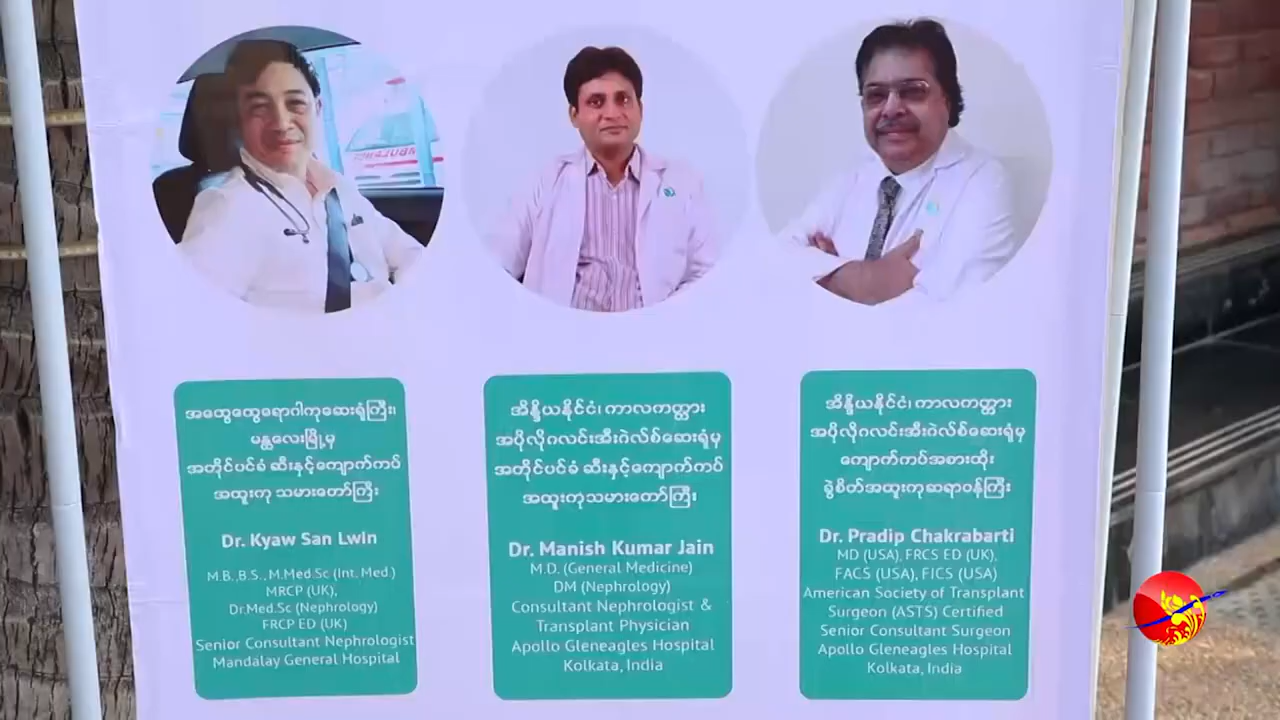 AMBULAN
အထွေထွေရောဂါကုဆေးရုံကြီး၊
မန္တလေးမြို့မှ
အတိုင်ပင်ခံ ဆီးနှင့်ကျောက်ကပ်
အထူးကု သမားတော်ကြီး
Dr. Kyaw San Lwin
M.B.,B.S., M.Med.Sc (Int. Med.)
MRCP (UK),
Dr.Med.Sc (Nephrology)
FRCP ED (UK)
Senior Consultant Nephrologist
Mandalay General Hospital
အိန္ဒိယနိုင်ငံ၊ ကာလကတ္တား
အပိုလိုဂလင်းအီးဂဲလ်စ်ဆေးရုံမှ
အတိုင်ပင်ခံ ဆီးနှင့်ကျောက်ကပ်
အထူးကုသမားတော်ကြီး
Dr. Manish Kumar Jain
M.D. (General Medicine)
DM (Nephrology)
Consultant Nephrologist &
Transplant Physician
Apollo Gleneagles Hospital
Kolkata, India
အိန္ဒိယနိုင်ငံ၊ ကာလကတ္တား
အပိုလိုဂလင်းအီးဂဲလ်စ်ဆေးရုံမှ
ကျောက်ကပ်အစားထိုး
ခွဲစိတ်အထူးကုဆရာဝန်ကြီး
Dr. Pradip Chakrabarti
MD (USA), FRCS ED (UK),
FACS (USA), FICS (USA)
American Society of Transplant
Surgeon (ASTS) Certified
Senior Consultant Surgeon
Apollo Gleneagles Hospital
Kolkata, India